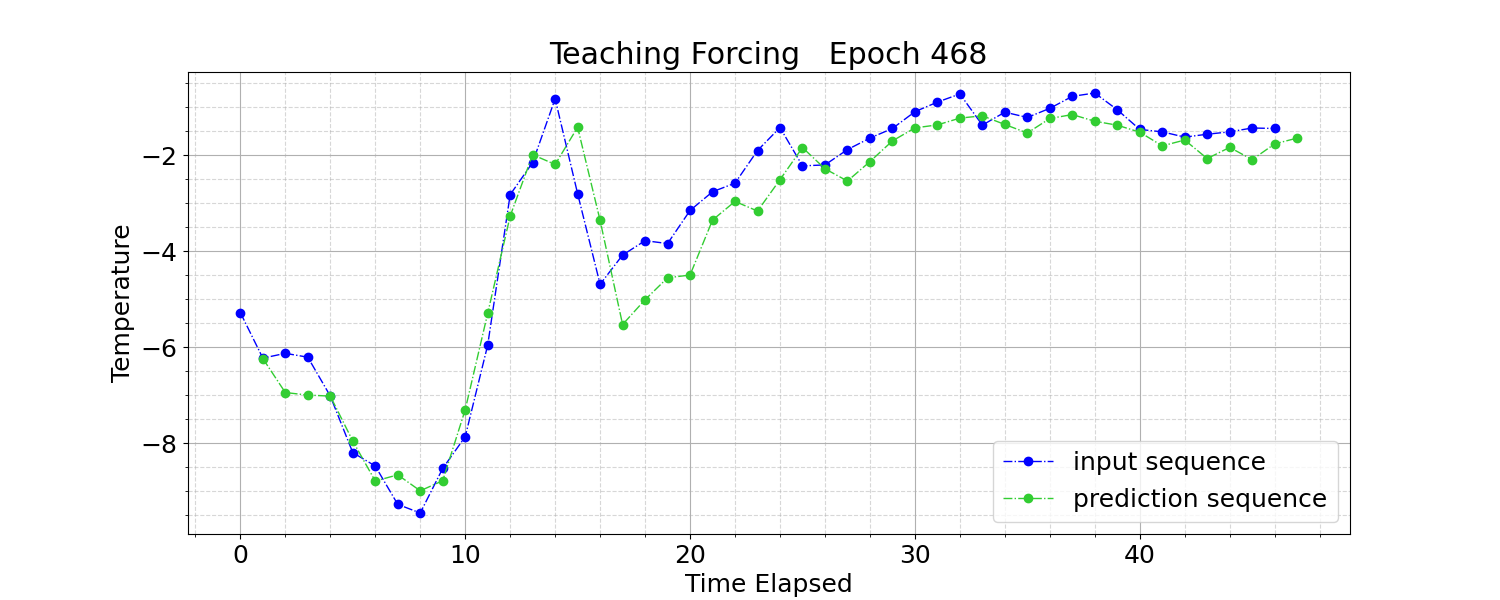 Teaching Forcing   Epoch 468
Temperature
−2
−4
−6
−8
0 10 20 30 40
Time Elapsed
input sequence
prediction sequence